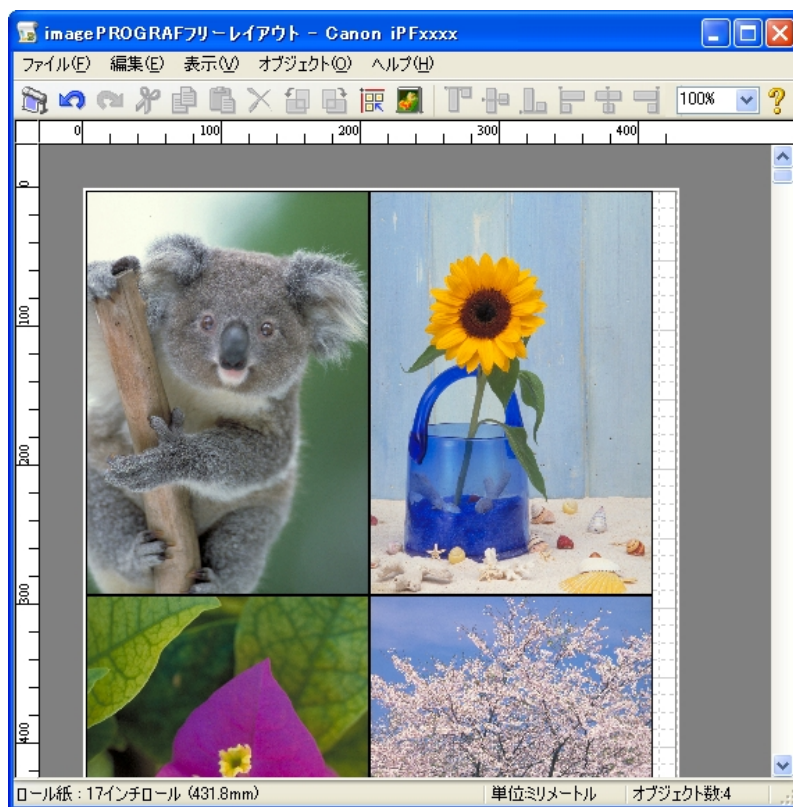 imagePROGRAFフリーレイアウト - Canon iPFxxxx
ファイル(F) 編集(E) 表示(V) オブジェクト(O) ヘルプ(H)
100%
0 100 200 300 400
0
100
200
300
400
ロール紙：17インチロール (431.8mm) 単位:ミリメートル オブジェクト数:4